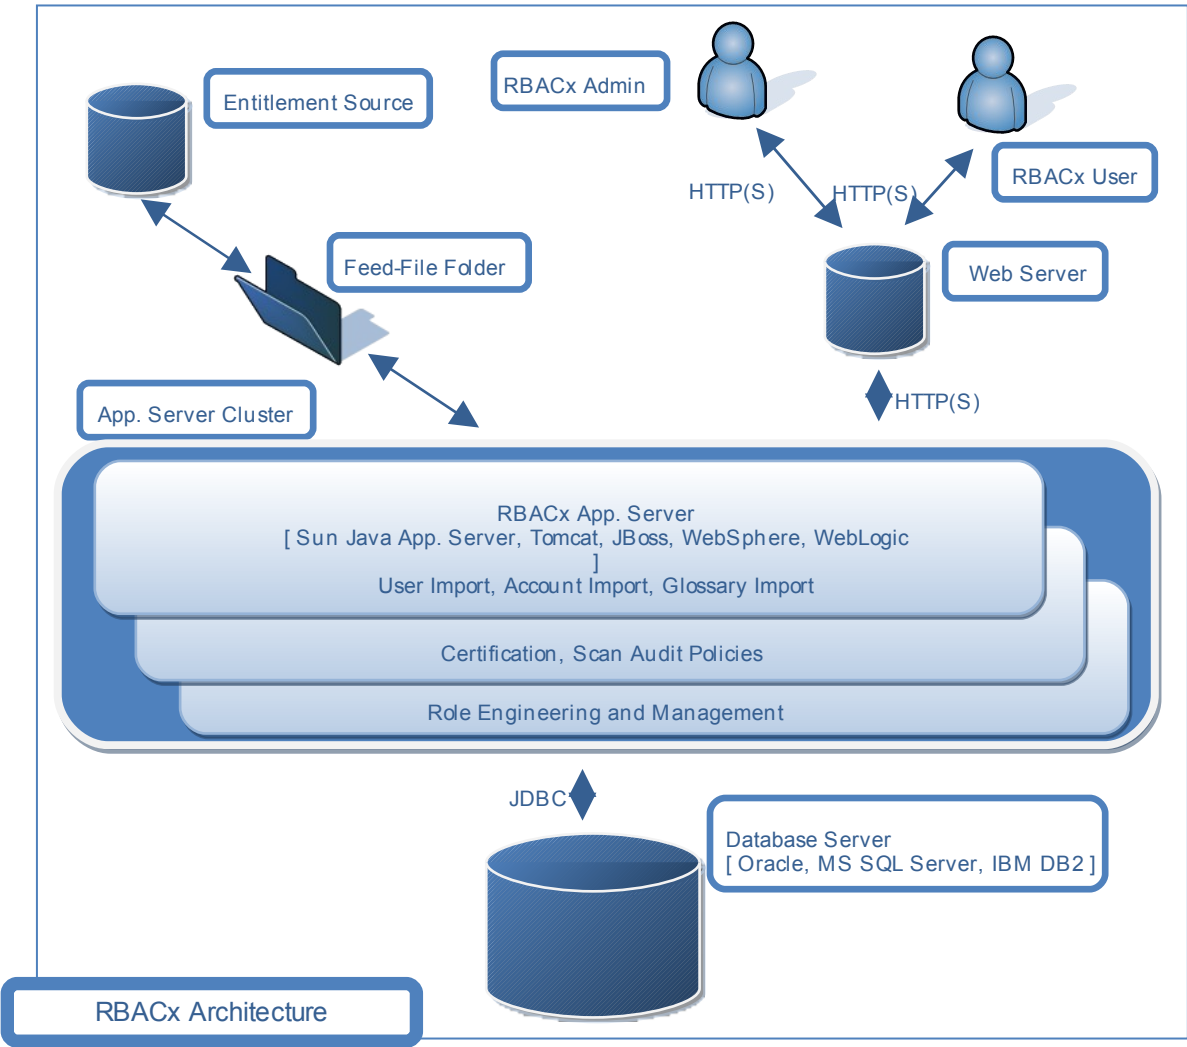 RBACx Admin
Entitlement Source
RBACx User
HTTP(S)
HTTP(S)
Feed-File Folder
Web Server
App. Server Cluster
HTTP(S)
RBACx App. Server
[ Sun Java App. Server, Tomcat, JBoss, WebSphere, WebLogic
]
User Import, Account Import, Glossary Import
Certification, Scan Audit Policies
Role Engineering and Management
JDBC
Database Server
[ Oracle, MS SQL Server, IBM DB2 ]
RBACx Architecture